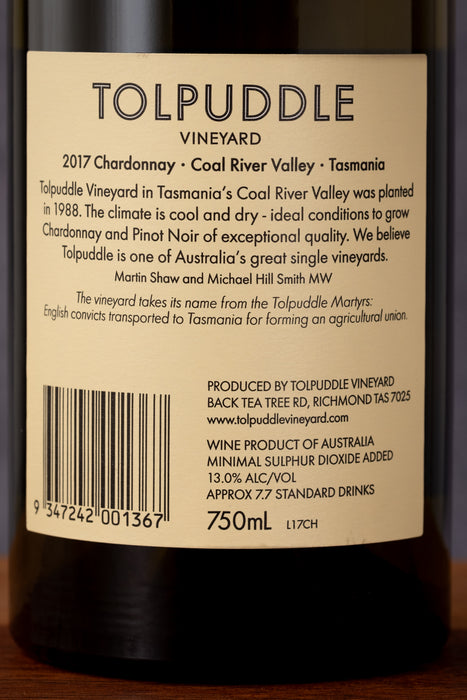 TOLPUDDLE
VINEYARD
2017 Chardonnay · Coal River Valley · Tasmania
Tolpuddle Vineyard in Tasmania's Coal River Valley was planted
in 1988. The climate is cool and dry - ideal conditions to grow
Chardonnay and Pinot Noir of exceptional quality. We believe
Tolpuddle is one of Australia's great single vineyards.
Martin Shaw and Michael Hill Smith MW
The vineyard takes its name from the Tolpuddle Martyrs:
English convicts transported to Tasmania for forming an agricultural union.
PRODUCED BY TOLPUDDLE VINEYARD
BACK TEA TREE RD, RICHMOND TAS 7025
www.tolpuddlevineyard.com
WINE PRODUCT OF AUSTRALIA
MINIMAL SULPHUR DIOXIDE ADDED
13.0% ALC/VOL
APPROX 7.7 STANDARD DRINKS
750mL L17CH
9 347242 001367